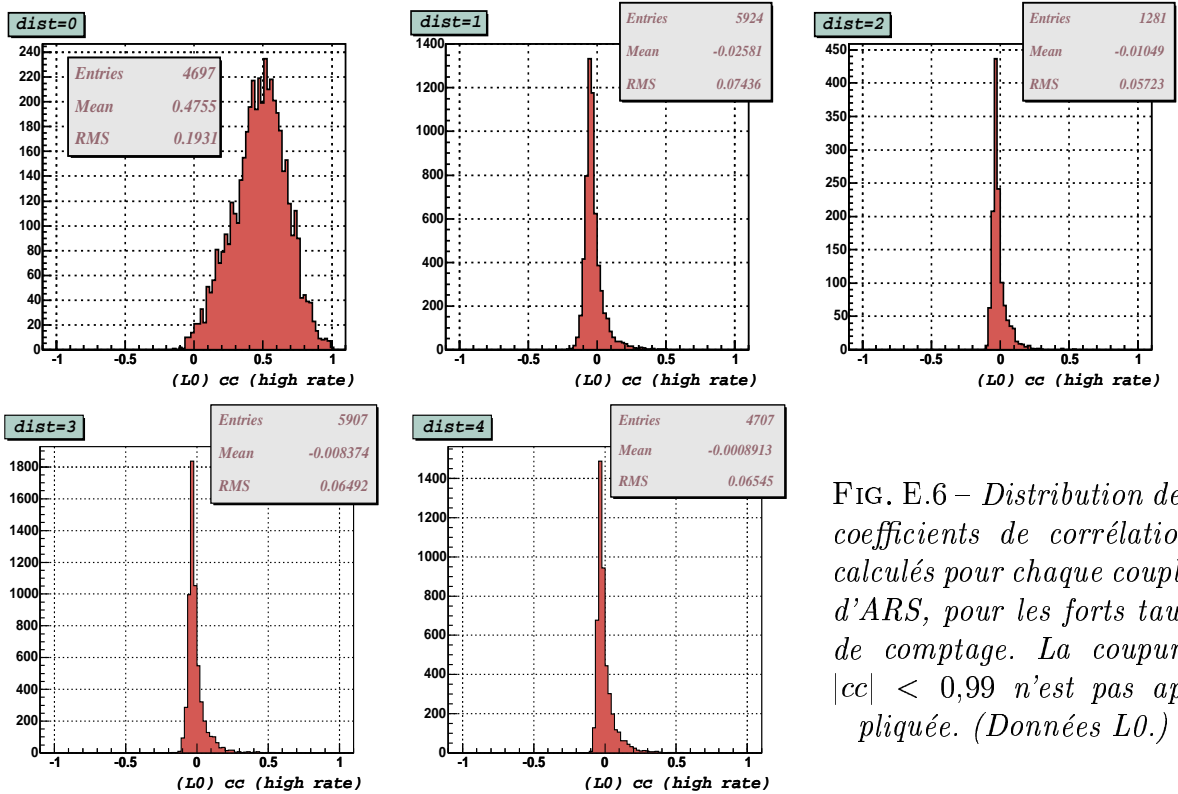 dist=0
Entries 4697
Mean 0.4755
RMS 0.1931
240
220
200
180
160
140
120
100
80
60
40
20
0
-1 -0.5 0 0.5 1
(L0) cc (high rate)
dist=1
Entries 5924
Mean -0.02581
RMS 0.07436
1400
1200
1000
800
600
400
200
0
-1 -0.5 0 0.5 1
(L0) cc (high rate)
dist=2
Entries 1281
Mean -0.01049
RMS 0.05723
450
400
350
300
250
200
150
100
50
0
-1 -0.5 0 0.5 1
(L0) cc (high rate)
dist=3
Entries 5907
Mean -0.008374
RMS 0.06492
1800
1600
1400
1200
1000
800
600
400
200
0
-1 -0.5 0 0.5 1
(L0) cc (high rate)
dist=4
Entries 4707
Mean -0.0008913
RMS 0.06545
1400
1200
1000
800
600
400
200
0
-1 -0.5 0 0.5 1
(L0) cc (high rate)
FIG. E.6 – Distribution de
coefficients de corrélatio
calculés pour chaque coupl
d'ARS, pour les forts tau
de comptage. La coupur
|cc| < 0,99 n'est pas ap
pliquée. (Données L0.)